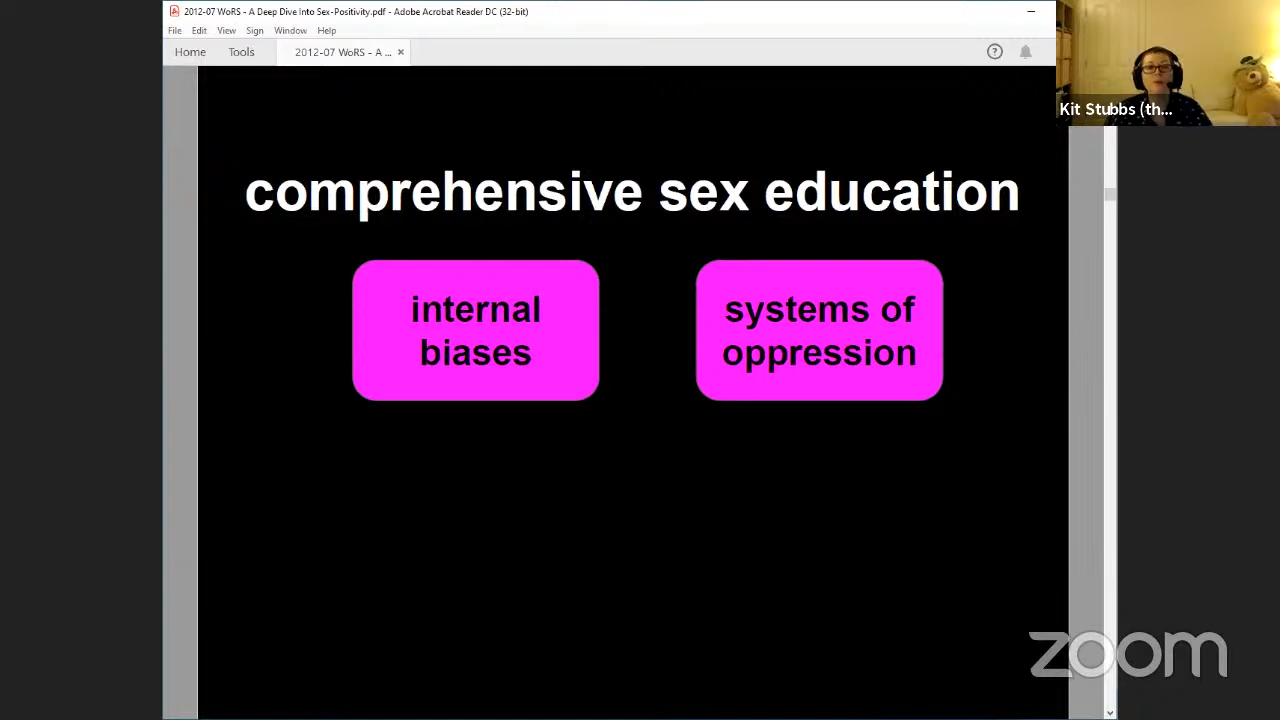 2012-07 WoRS - A Deep Dive Into Sex-Positivity.pdf - Adobe Acrobat Reader DC (32-bit)
File Edit View Sign Window Help
Home Tools 2012-07 WoRS - A ... ×
?
Kit Stubbs (th...
comprehensive sex education
internal
biases
systems of
oppression
zoom